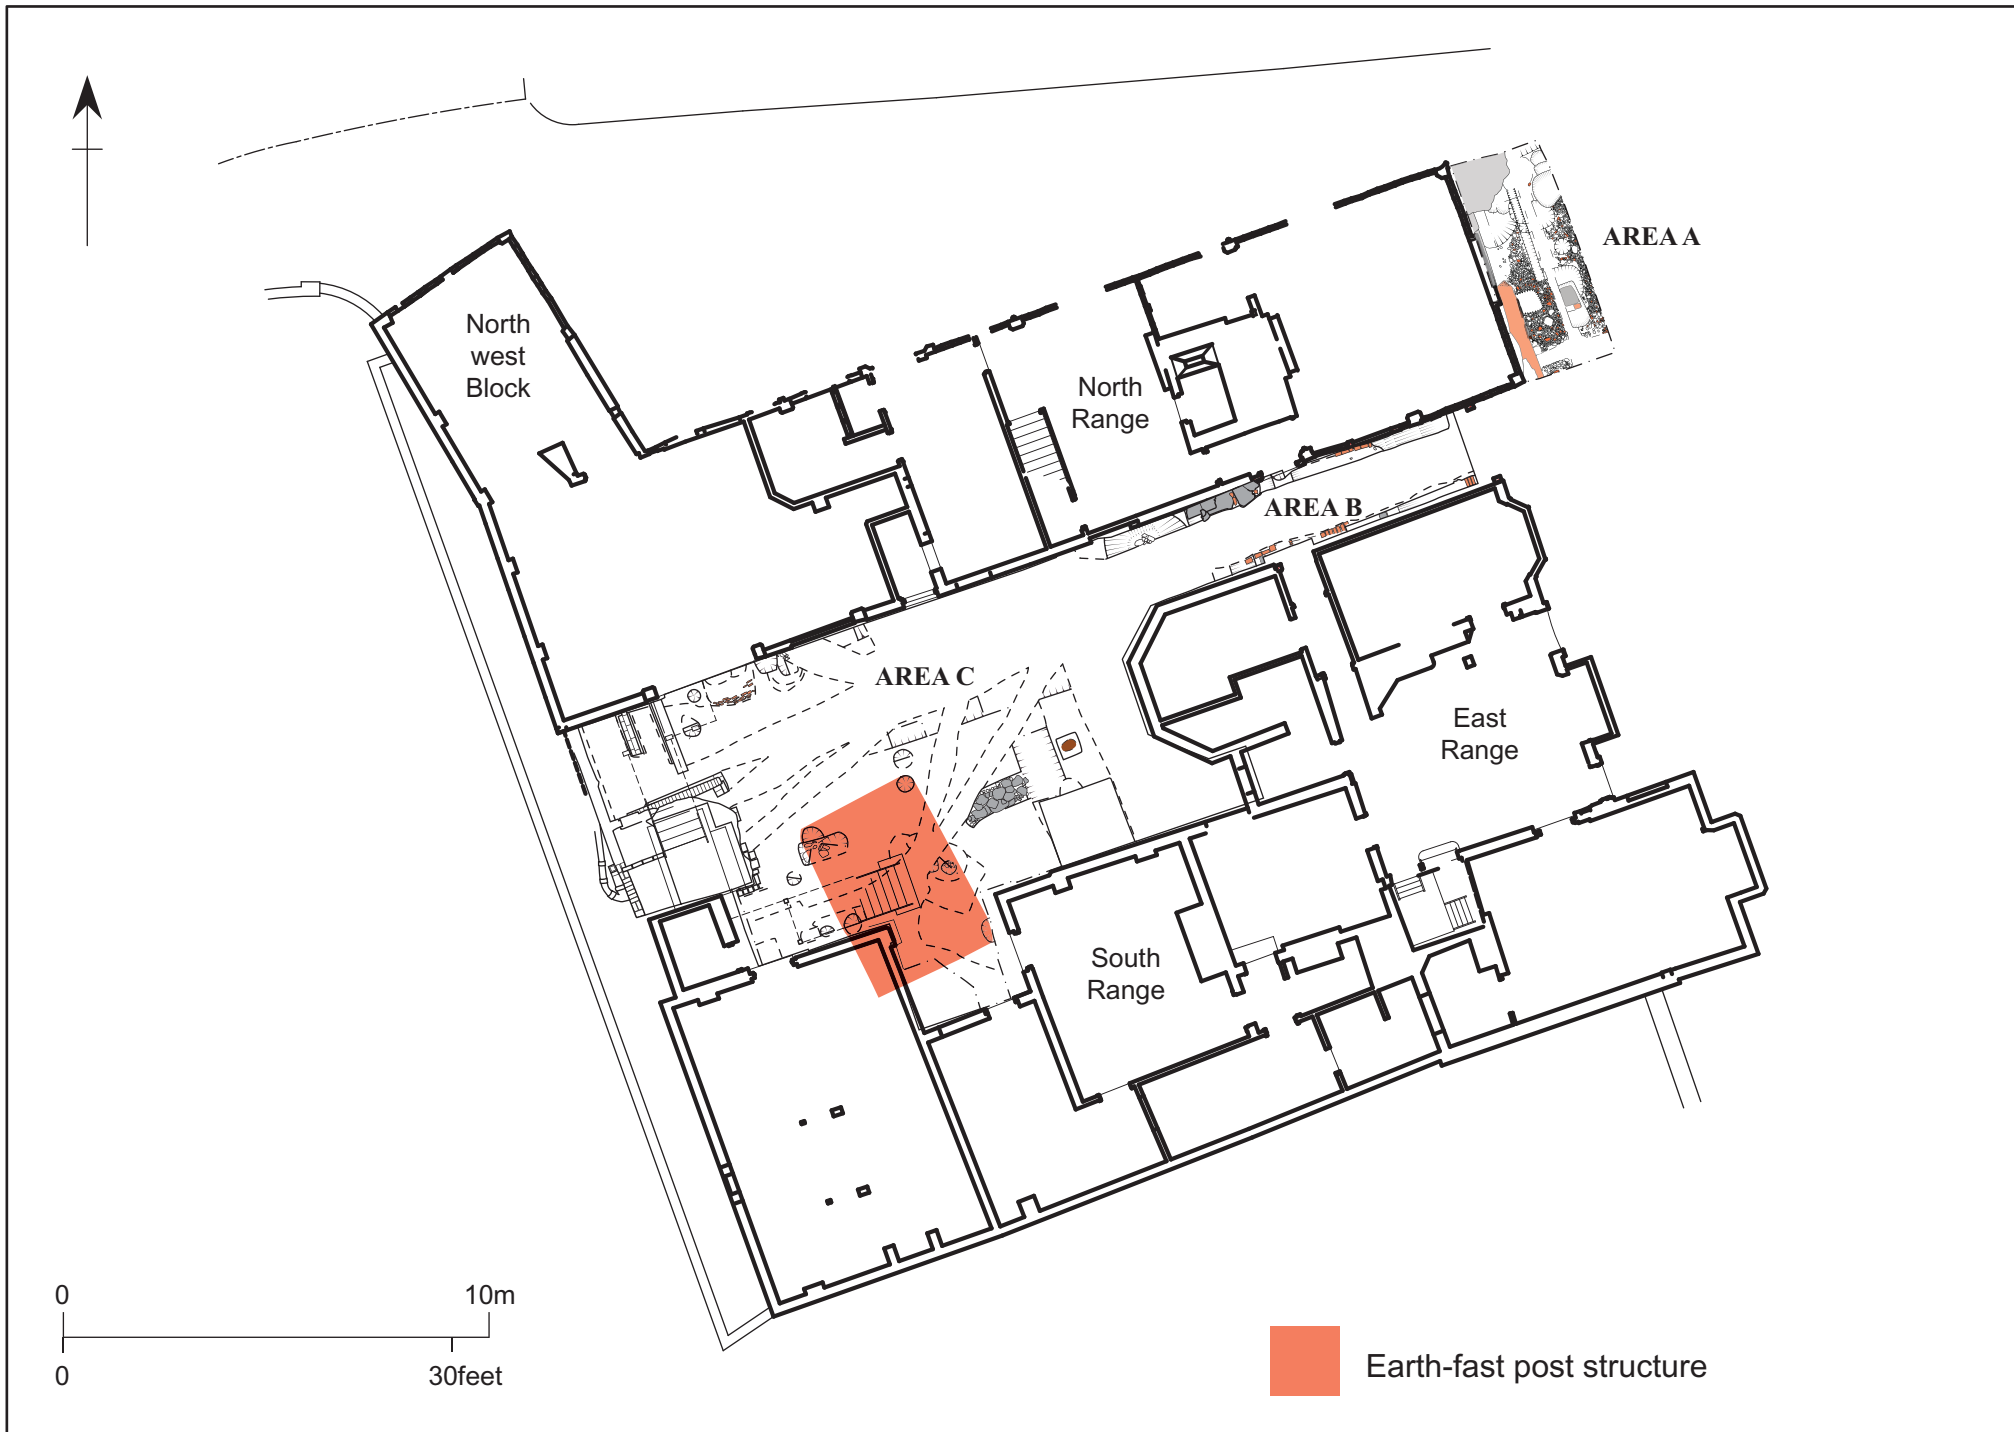 AREA A
North
west
Block
North
Range
AREA B
AREA C
East
Range
South
Range
0 10m
0 30feet
Earth-fast post structure